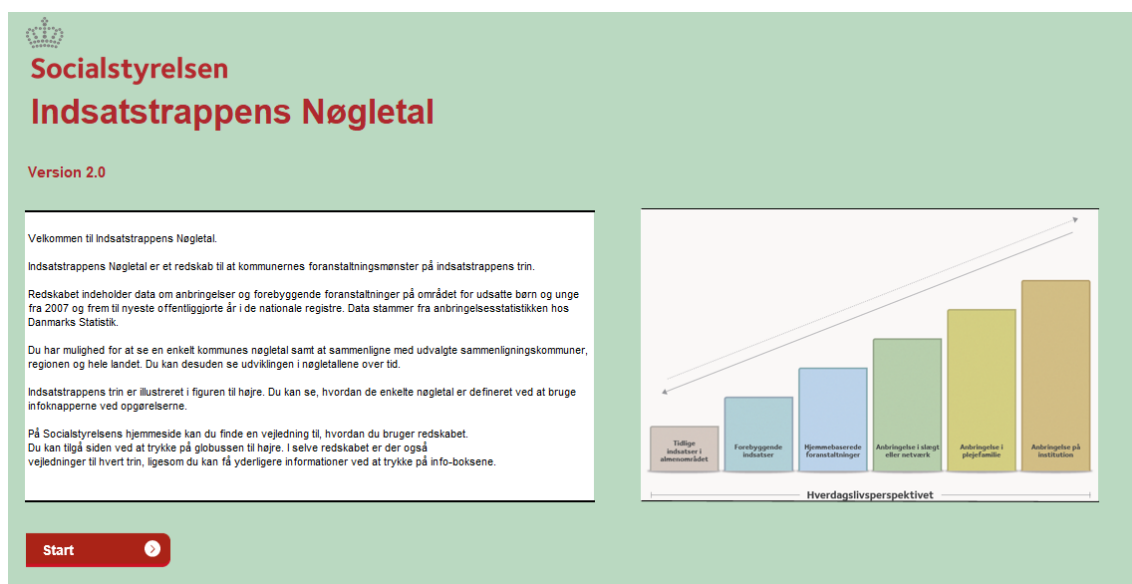 Socialstyrelsen
Indsatstrappens Nøgletal
Version 2.0
Velkommen til Indsatstrappens Nøgletal.
Indsatstrappens Nøgletal er et redskab til at kommunernes foranstaltningsmønster på indsatstrappens trin.
Redskabet indeholder data om anbringelser og forebyggende foranstaltninger på området for udsatte børn og unge
fra 2007 og frem til nyeste offentliggjorte år i de nationale registre. Data stammer fra anbringelsesstatistikken hos
Danmarks Statistik.
Du har mulighed for at se en enkelt kommunes nøgletal samt at sammenligne med udvalgte sammenligningskommuner,
regionen og hele landet. Du kan desuden se udviklingen i nøgletallene over tid.
Indsatstrappens trin er illustreret i figuren til højre. Du kan se, hvordan de enkelte nøgletal er defineret ved at bruge
infoknapperne ved opgørelserne.
På Socialstyrelsens hjemmeside kan du finde en vejledning til, hvordan du bruger redskabet.
Du kan tilgå siden ved at trykke på globussen til højre. I selve redskabet er der også
vejledninger til hvert trin, ligesom du kan få yderligere informationer ved at trykke på info-boksene.
Tidlige
indsatser i
almenområdet
Forebyggende
indsatser
Hjemmebaserede
foranstaltninger
Anbringelse i slægt
eller netværk
Anbringelse i
plejefamilie
Anbringelse på
institution
Hverdagslivsperspektivet
Start